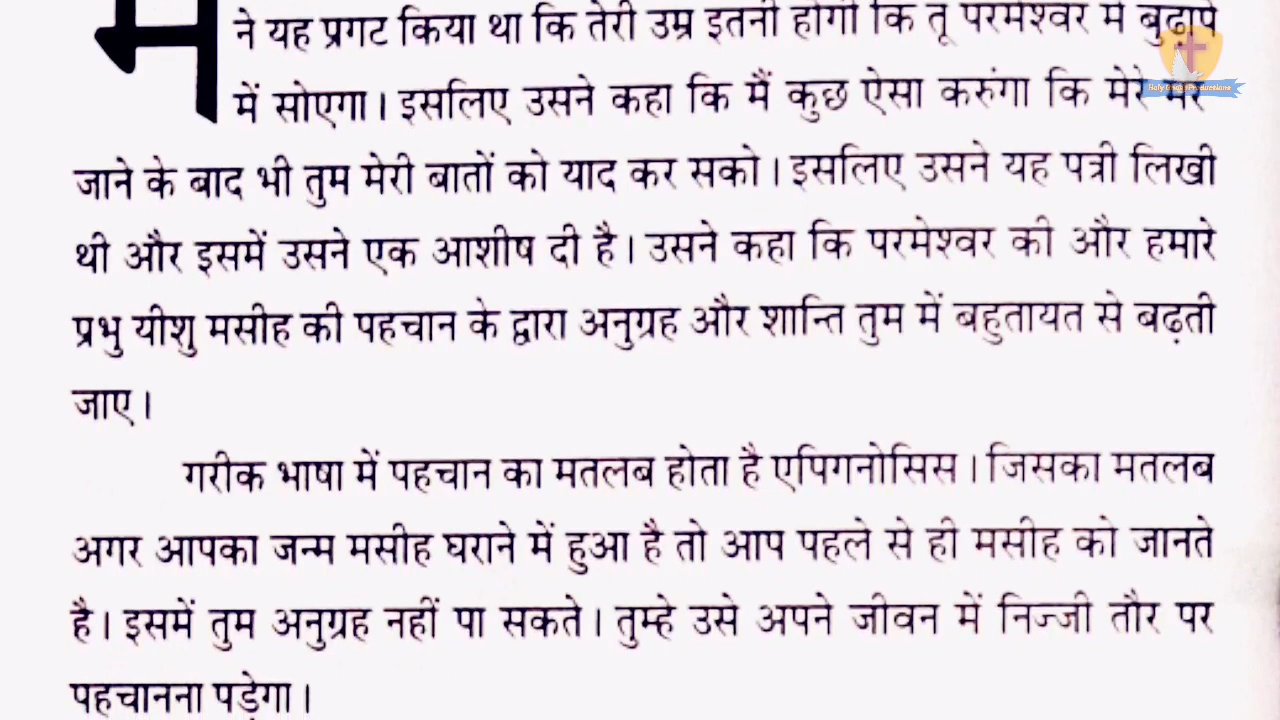 ने यह प्रगट किया था कि तेरी उम्र इतनी होगी कि तू परमेश्वर में बुढ़ापे
में सोएगा। इसलिए उसने कहा कि मैं कुछ ऐसा करुंगा कि मेरे मर
जाने के बाद भी तुम मेरी बातों को याद कर सको। इसलिए उसने यह पत्री लिखी
थी और इसमें उसने एक आशीष दी है। उसने कहा कि परमेश्वर की और हमारे
प्रभु यीशु मसीह की पहचान के द्वारा अनुग्रह और शान्ति तुम में बहुतायत से बढ़ती
जाए।
गरीक भाषा में पहचान का मतलब होता है एपिगनोसिस। जिसका मतलब
अगर आपका जन्म मसीह घराने में हुआ है तो आप पहले से ही मसीह को जानते
है। इसमें तुम अनुग्रह नहीं पा सकते। तुम्हे उसे अपने जीवन में निज्जी तौर पर
पहचानना पड़ेगा।